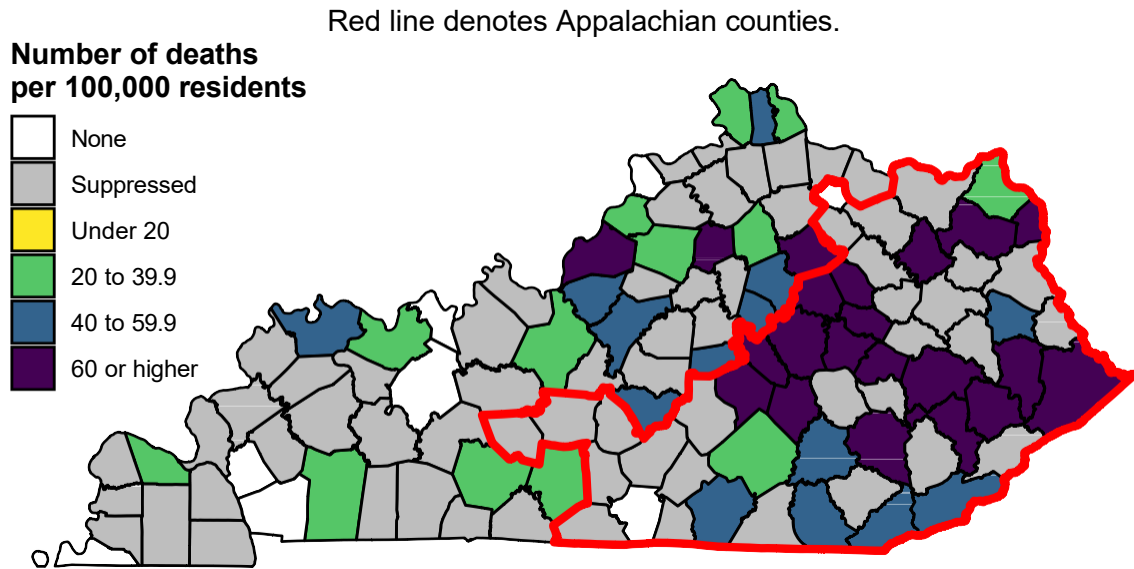 Red line denotes Appalachian counties.
Number of deaths
per 100,000 residents
None
Suppressed
Under 20
20 to 39.9
40 to 59.9
60 or higher